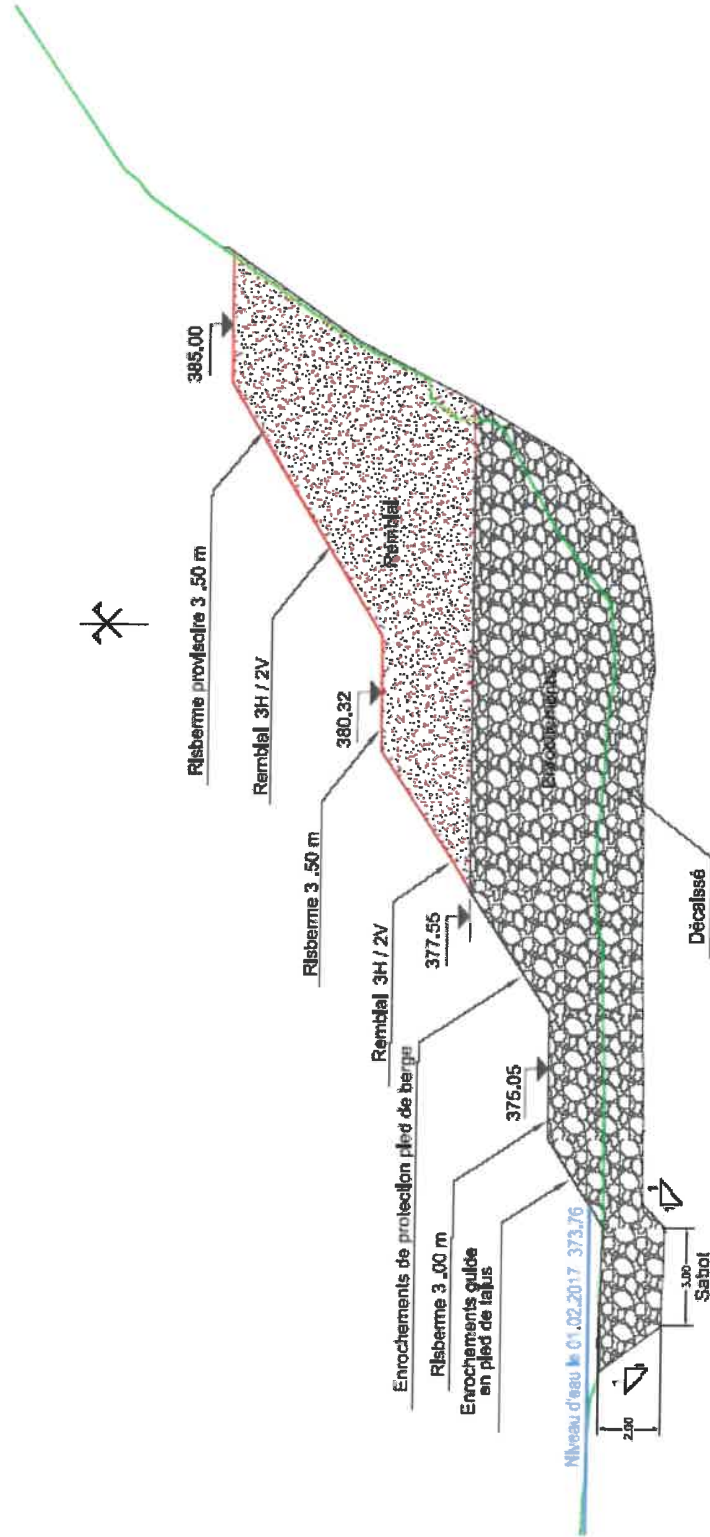 385.00
Risberme provisoire 3 .50 m
Remblai 3H / 2V
Remblai
380.32
Risberme 3 .50 m
Remblai 3H / 2V
377.55
Enrochements
Enrochements de protection pied de berge
375.05
Risberme 3 .00 m
Enrochements guide
en pied de talus
Niveau d'eau le 01.02.2017 373.76
Décaissé
1
1
2.00
3.00
Sabot